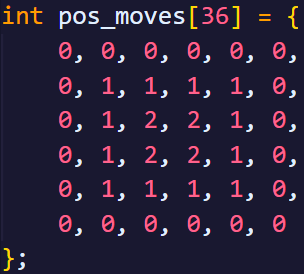 int pos_moves[36] = {
    0, 0, 0, 0, 0, 0,
    0, 1, 1, 1, 1, 0,
    0, 1, 2, 2, 1, 0,
    0, 1, 2, 2, 1, 0,
    0, 1, 1, 1, 1, 0,
    0, 0, 0, 0, 0, 0
};